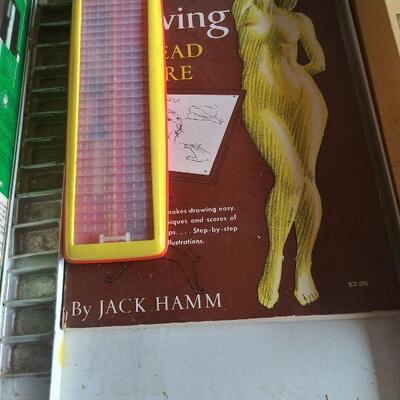 wing
EAD
RE
makes drawing easy.
iques and scores of
ps. . . . Step-by-step
llustrations.
By JACK HAMM
$2.95